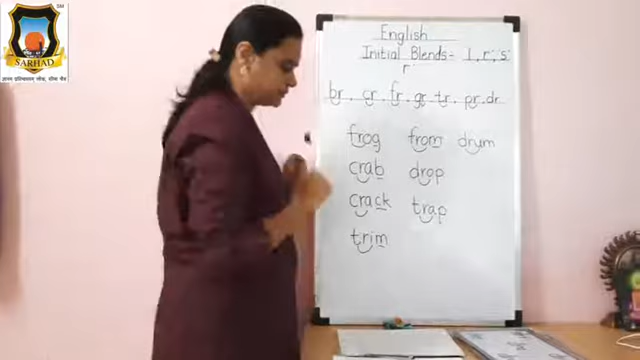 SM
SARHAD
English
Initial Blends:- l, r, s
r
br, cr, fr, gr, tr, pr, dr
frog from drum
crab drop
crack trap
trim